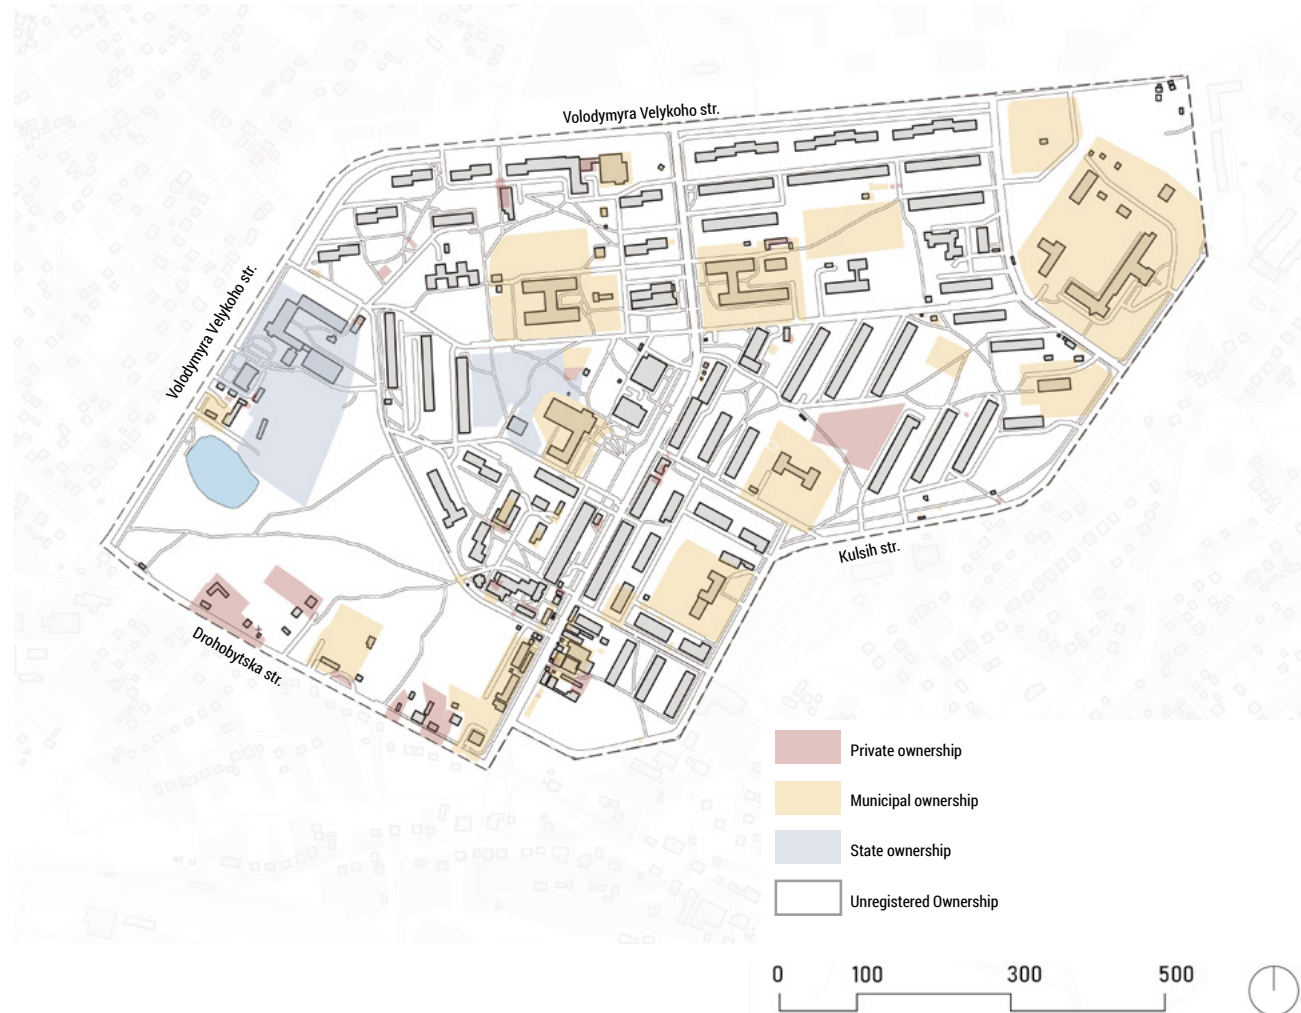 Volodymyra Velykoho str.
Volodymyra Velykoho str.
Kulsih str.
Drohobytska str.
Private ownership
Municipal ownership
State ownership
Unregistered Ownership
0 100 300 500